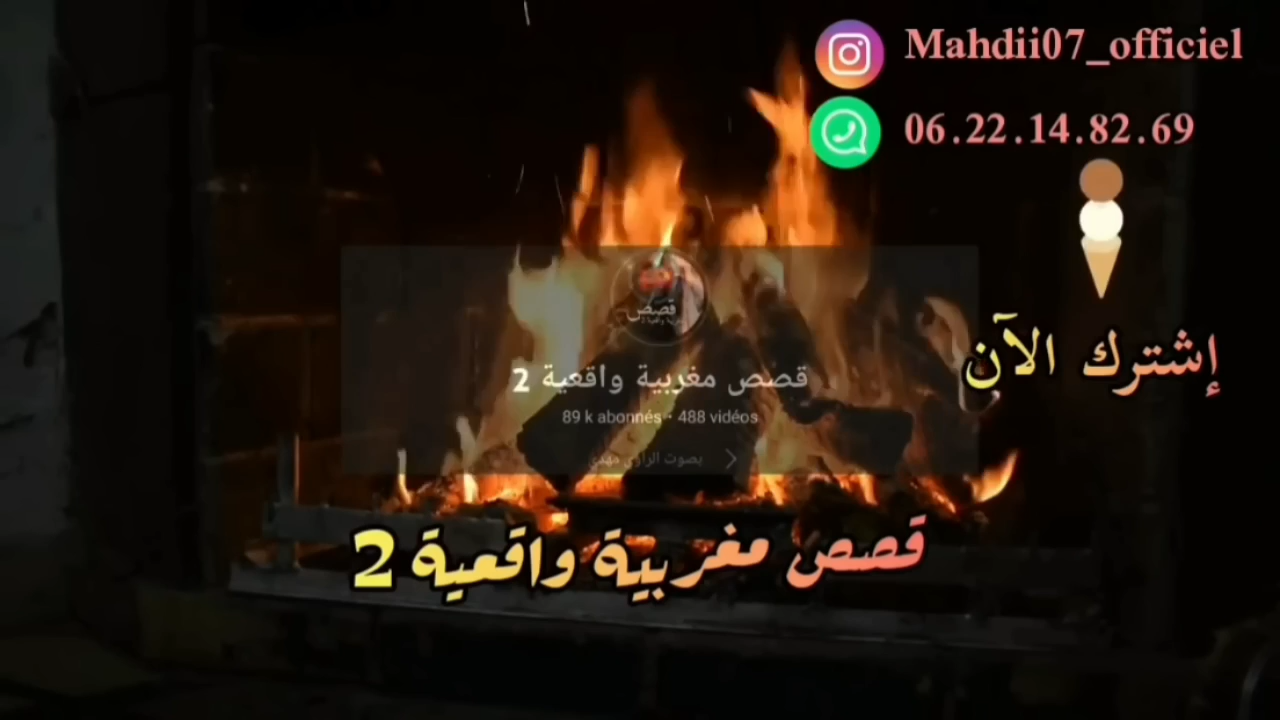 Mahdii07_officiel
06.22.14.82.69
إشترك الآن
قصص
قصص مغربية واقعية 2
89 k abonnés • 488 vidéos
بصوت الراوي مهدي
قصص مغربية واقعية 2